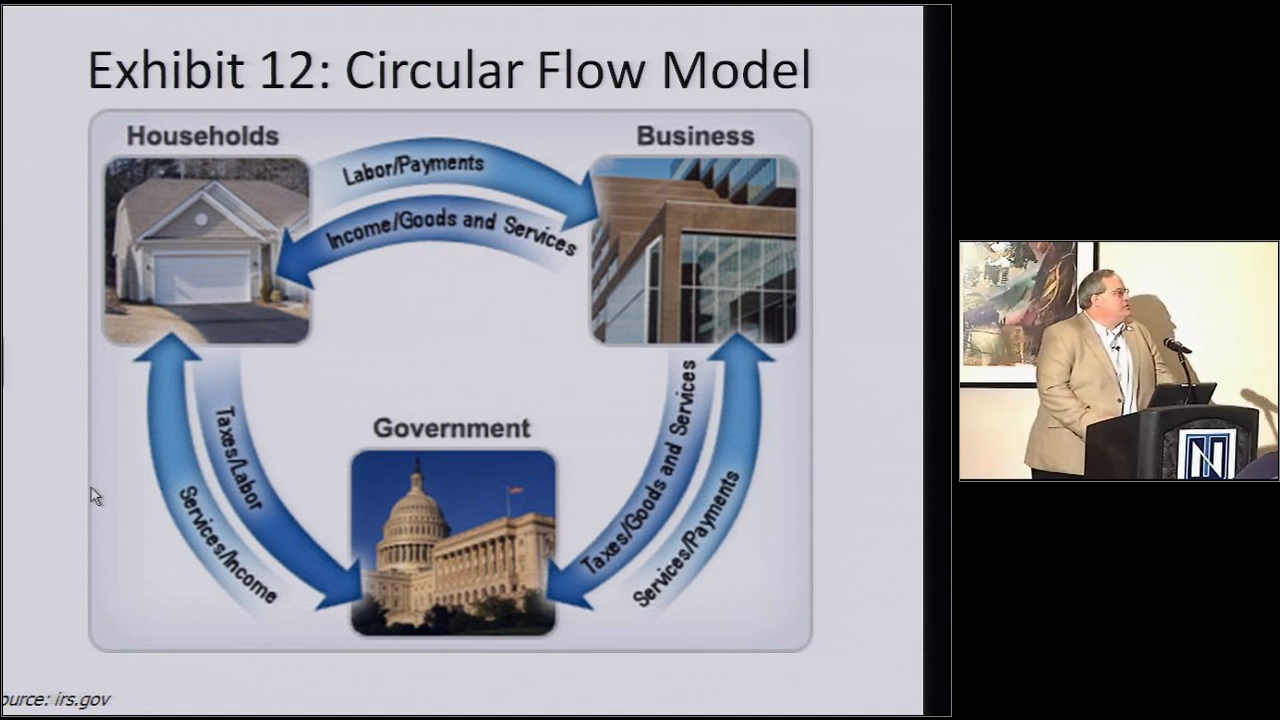 Exhibit 12: Circular Flow Model
Households
Business
Labor/Payments
Income/Goods and Services
Government
Taxes/Labor
Services/Income
Taxes/Goods and Services
Services/Payments
ource: irs.gov
N